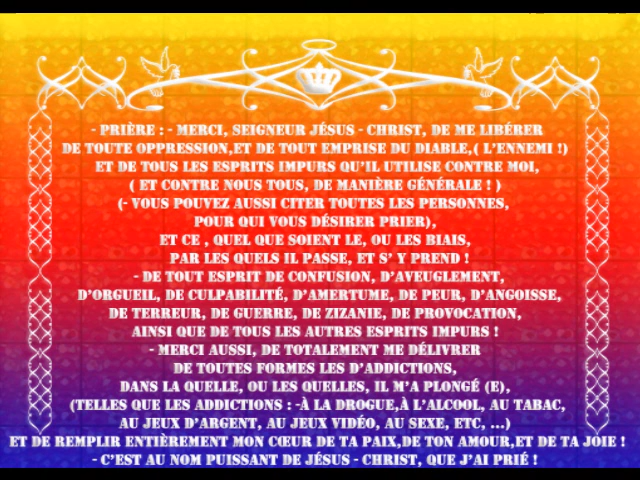 - PRIÈRE : - MERCI, SEIGNEUR JÉSUS - CHRIST, DE ME LIBÉRER
DE TOUTE OPPRESSION,ET DE TOUT EMPRISE DU DIABLE,( L'ENNEMI !)
ET DE TOUS LES ESPRITS IMPURS QU'IL UTILISE CONTRE MOI,
( ET CONTRE NOUS TOUS, DE MANIÈRE GÉNÉRALE ! )
(- VOUS POUVEZ AUSSI CITER TOUTES LES PERSONNES,
POUR QUI VOUS DÉSIRER PRIER),
ET CE , QUEL QUE SOIENT LE, OU LES BIAIS,
PAR LES QUELS IL PASSE, ET S' Y PREND !
- DE TOUT ESPRIT DE CONFUSION, D'AVEUGLEMENT,
D'ORGUEIL, DE CULPABILITÉ, D'AMERTUME, DE PEUR, D'ANGOISSE,
DE TERREUR, DE GUERRE, DE ZIZANIE, DE PROVOCATION,
AINSI QUE DE TOUS LES AUTRES ESPRITS IMPURS !
- MERCI AUSSI, DE TOTALEMENT ME DÉLIVRER
DE TOUTES FORMES LES D'ADDICTIONS,
DANS LA QUELLE, OU LES QUELLES, IL M'A PLONGÉ (E),
(TELLES QUE LES ADDICTIONS : -À LA DROGUE,À L'ALCOOL, AU TABAC,
AU JEUX D'ARGENT, AU JEUX VIDÉO, AU SEXE, ETC, ...)
ET DE REMPLIR ENTIÈREMENT MON CŒUR DE TA PAIX,DE TON AMOUR,ET DE TA JOIE !
- C'EST AU NOM PUISSANT DE JÉSUS - CHRIST, QUE J'AI PRIÉ !